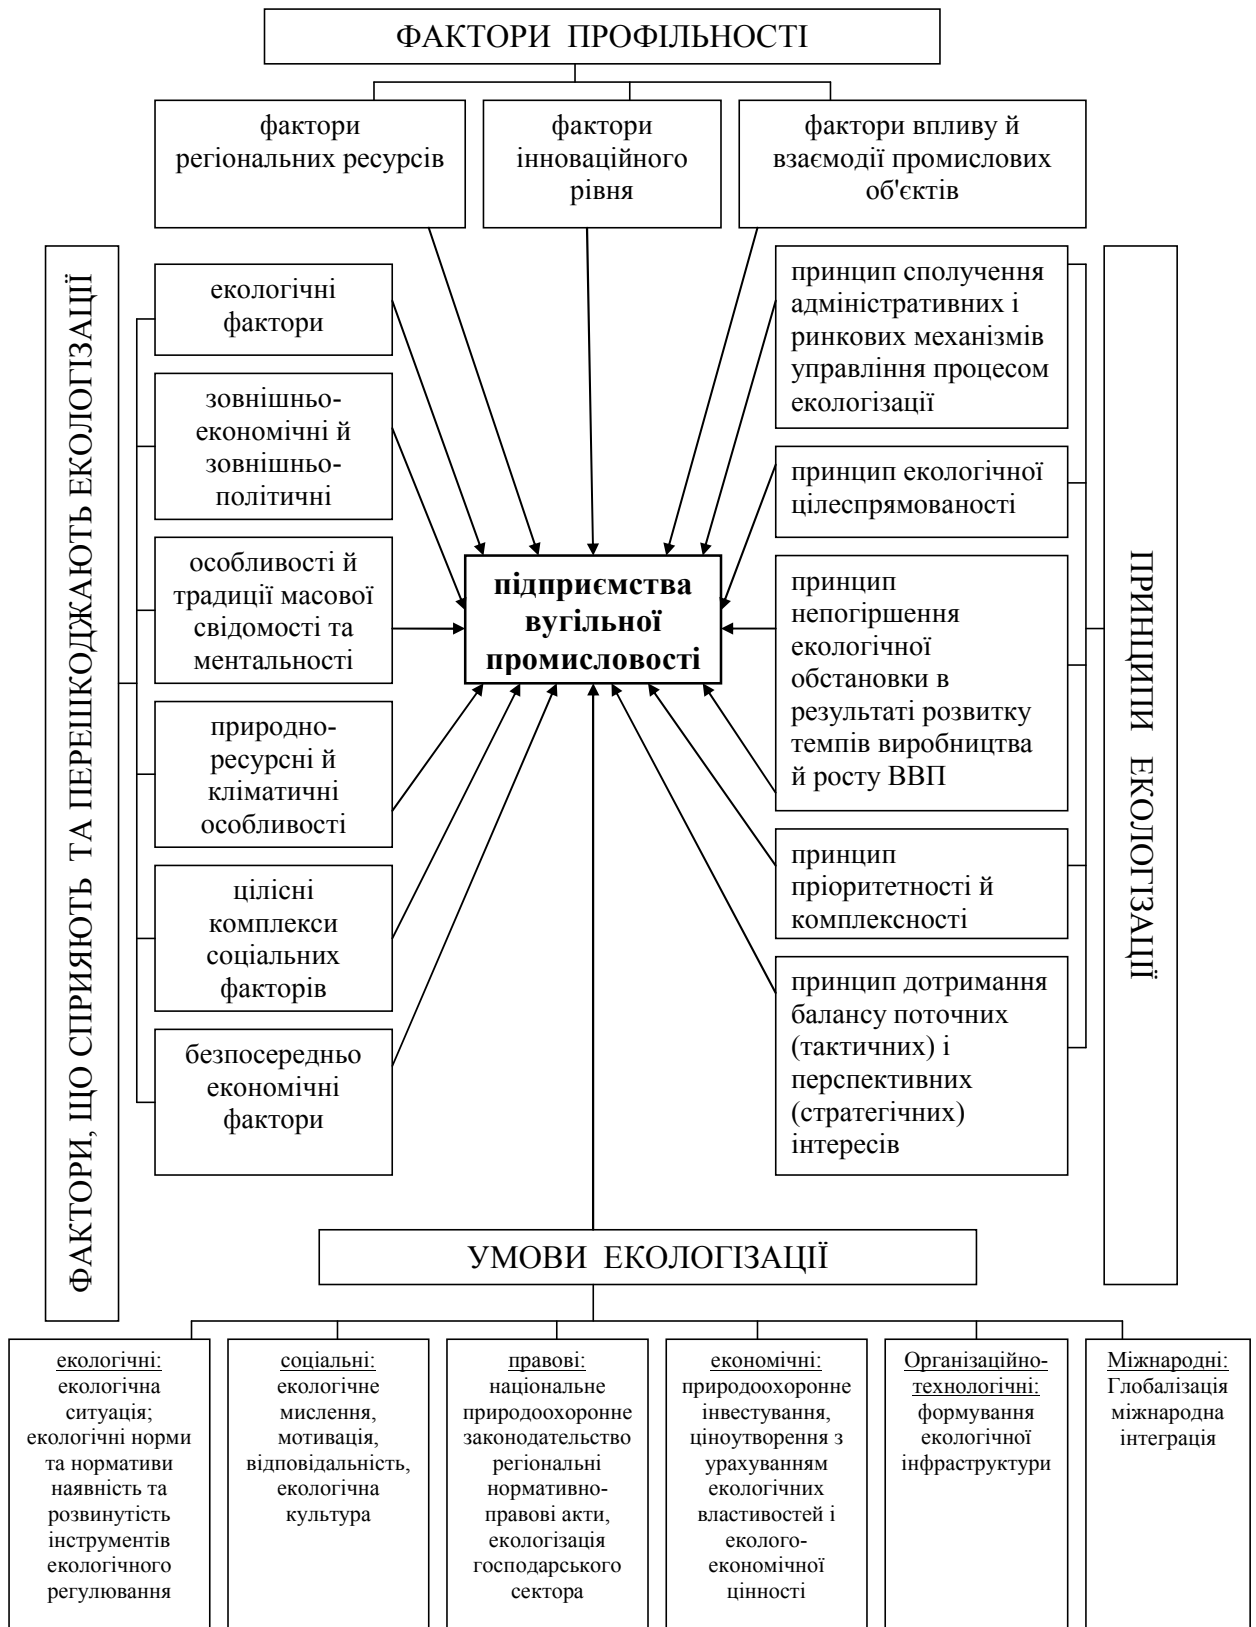 ФАКТОРИ ПРОФІЛЬНОСТІ
фактори
регіональних ресурсів
фактори
інноваційного
рівня
фактори впливу й
взаємодії промислових
об'єктів
ФАКТОРИ, ЩО СПРИЯЮТЬ ТА ПЕРЕШКОДЖАЮТЬ ЕКОЛОГІЗАЦІЇ
екологічні
фактори
зовнішньо-
економічні й
зовнішньо-
політичні
особливості й
традиції масової
свідомості та
ментальності
природно-
ресурсні й
кліматичні
особливості
цілісні
комплекси
соціальних
факторів
безпосередньо
економічні
фактори
підприємства
вугільної
промисловості
принцип сполучення
адміністративних і
ринкових механізмів
управління процесом
екологізації
принцип екологічної
цілеспрямованості
принцип
непогіршення
екологічної
обстановки в
результаті розвитку
темпів виробництва
й росту ВВП
принцип
пріоритетності й
комплексності
принцип дотримання
балансу поточних
(тактичних) і
перспективних
(стратегічних)
інтересів
ПРИНЦИПИ ЕКОЛОГІЗАЦІЇ
УМОВИ ЕКОЛОГІЗАЦІЇ
екологічні:
екологічна
ситуація;
екологічні норми
та нормативи
наявність та
розвинутість
інструментів
екологічного
регулювання
соціальні:
екологічне
мислення,
мотивація,
відповідальність,
екологічна
культура
правові:
національне
природоохоронне
законодательство
регіональні
нормативно-
правові акти,
екологізація
господарського
сектора
економічні:
природоохоронне
інвестування,
ціноутворення з
урахуванням
екологічних
властивостей і
еколого-
економічної
цінності
Організаційно-
технологічні:
формування
екологічної
інфраструктури
Міжнародні:
Глобалізація
міжнародна
інтеграція